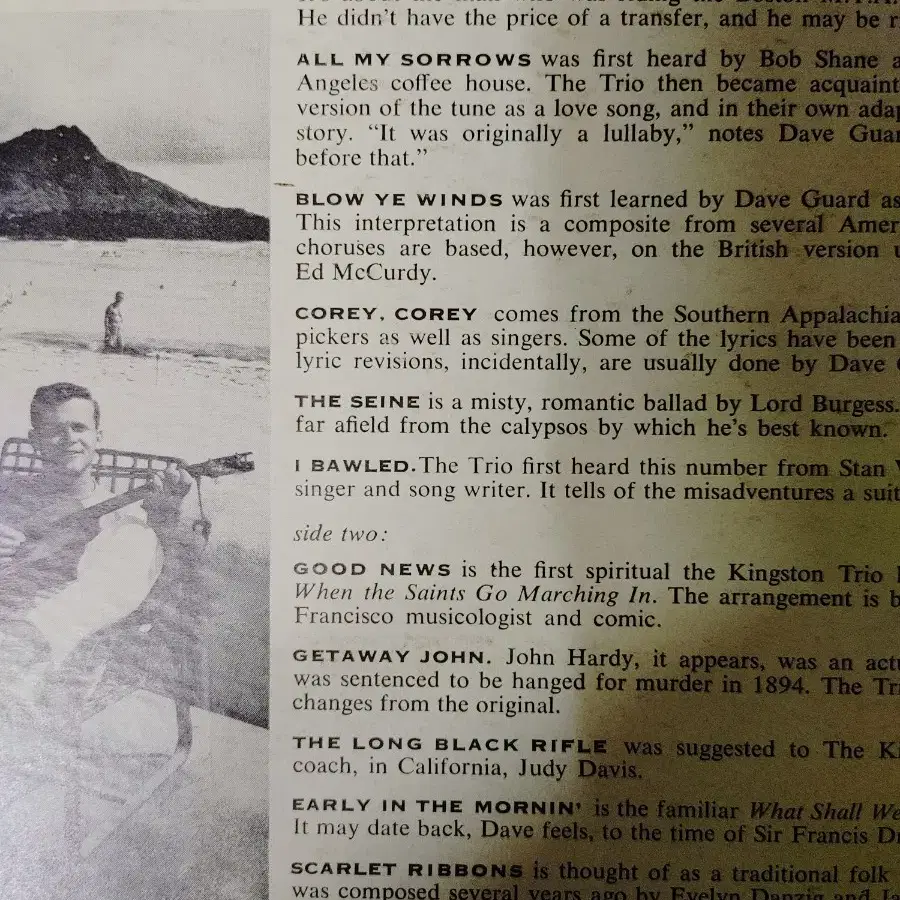 He didn't have the price of a transfer, and he may be
ALL MY SORROWS was first heard by Bob Shane
Angeles coffee house. The Trio then became
version of the tune as a love song, and in their own
story. “It was originally a lullaby,” notes Dave
before that.”
BLOW YE WINDS was first learned by Dave Guard as
This interpretation is a composite from several
choruses are based, however, on the British version
Ed McCurdy.
COREY, COREY comes from the Southern
pickers as well as singers. Some of the lyrics have been
lyric revisions, incidentally, are usually done by Dave
THE SEINE is a misty, romantic ballad by Lord Burgess.
far afield from the calypsos by which he's best known.
I BAWLED. The Trio first heard this number from Stan
singer and song writer. It tells of the misadventures a
side two:
GOOD NEWS is the first spiritual the Kingston Trio
When the Saints Go Marching In. The arrangement is
Francisco musicologist and comic.
GETAWAY JOHN. John Hardy, it appears, was an
was sentenced to be hanged for murder in 1894. The
changes from the original.
THE LONG BLACK RIFLE was suggested to The
coach, in California, Judy Davis.
EARLY IN THE MORNIN' is the familiar What Shall We
It may date back, Dave feels, to the time of Sir Francis
SCARLET RIBBONS is thought of as a traditional folk
was composed several years ago by Evelyn Danzig and